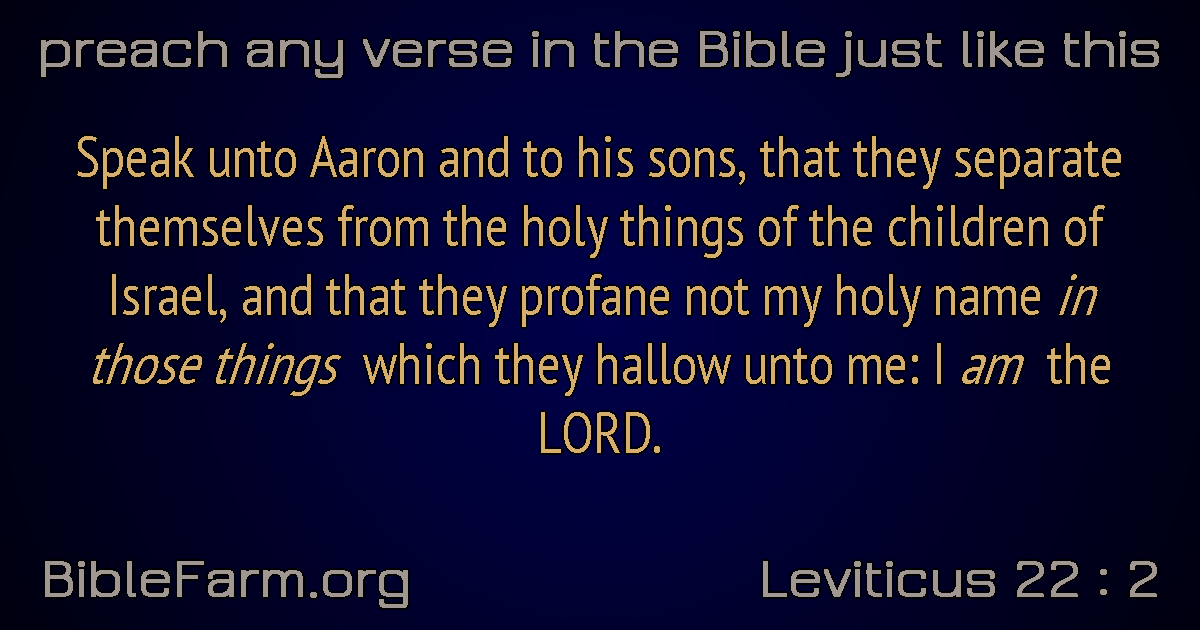 preach any verse in the Bible just like this
Speak unto Aaron and to his sons, that they separate
themselves from the holy things of the children of
Israel, and that they profane not my holy name in
those things which they hallow unto me: I am the
LORD.
BibleFarm.org
Leviticus 22 : 2